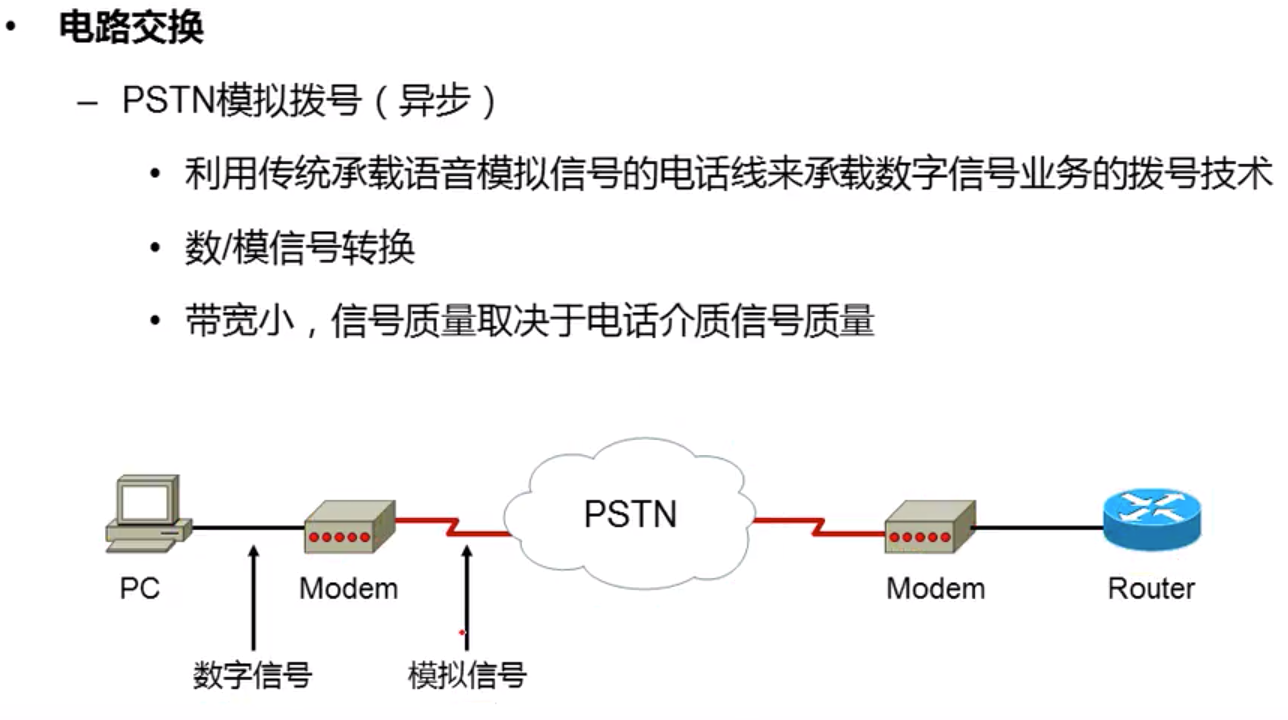 • 电路交换
– PSTN模拟拨号（异步）
• 利用传统承载语音模拟信号的电话线来承载数字信号业务的拨号技术
• 数/模信号转换
• 带宽小，信号质量取决于电话介质信号质量
PSTN
PC
Modem
Modem
Router
数字信号
模拟信号